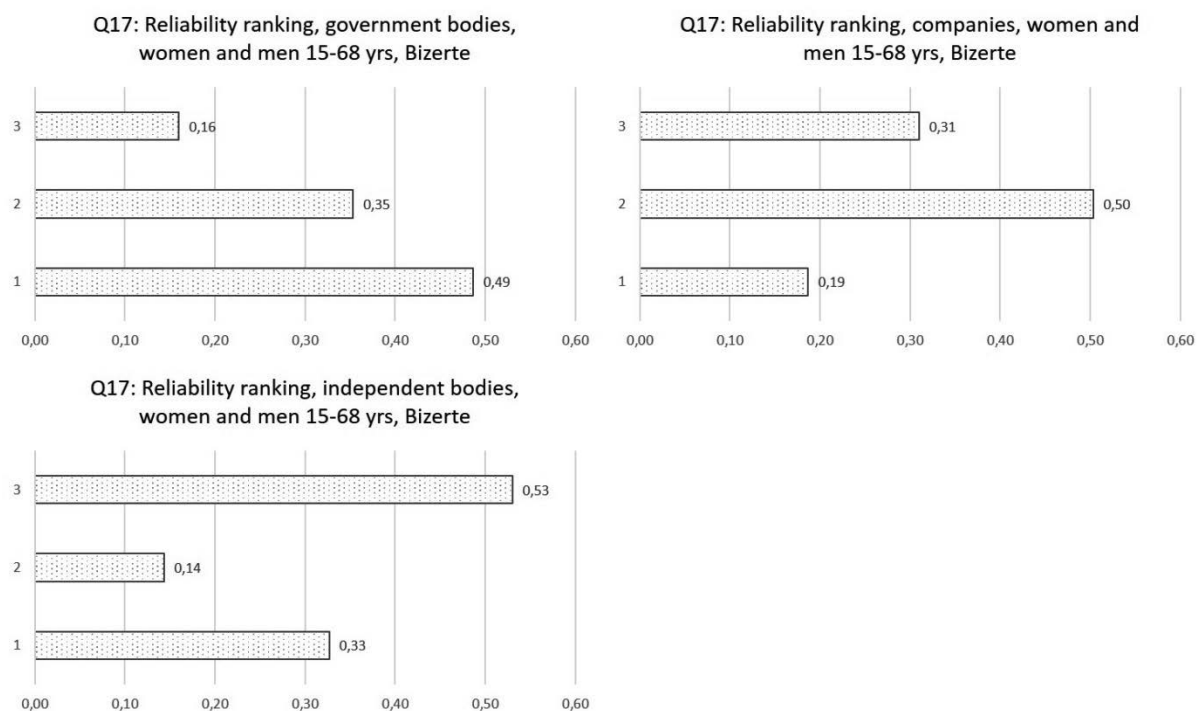 Q17: Reliability ranking, government bodies,
women and men 15-68 yrs, Bizerte
3
0,16
2
0,35
1
0,49
0,00 0,10 0,20 0,30 0,40 0,50 0,60
Q17: Reliability ranking, companies, women and
men 15-68 yrs, Bizerte
3
0,31
2
0,50
1
0,19
0,00 0,10 0,20 0,30 0,40 0,50 0,60
Q17: Reliability ranking, independent bodies,
women and men 15-68 yrs, Bizerte
3
0,53
2
0,14
1
0,33
0,00 0,10 0,20 0,30 0,40 0,50 0,60